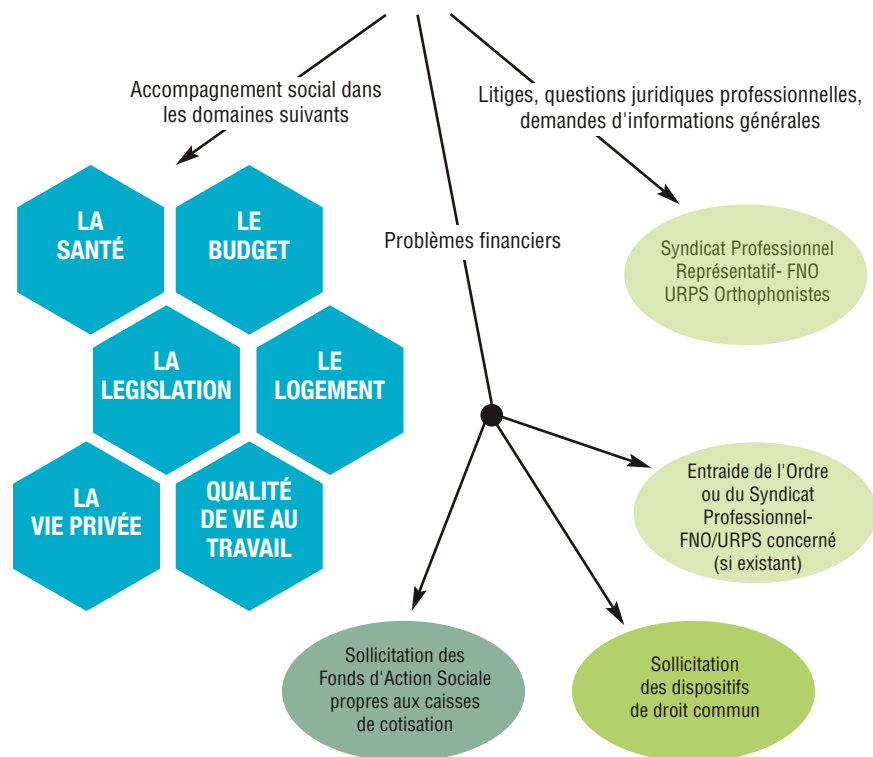 Accompagnement social dans
les domaines suivants
Litiges, questions juridiques professionnelles,
demandes d'informations générales
LA
SANTÉ
LE
BUDGET
Problèmes financiers
Syndicat Professionnel
Représentatif- FNO
URPS Orthophonistes
LA
LEGISLATION
LE
LOGEMENT
LA
VIE PRIVÉE
QUALITÉ
DE VIE AU
TRAVAIL
Entraide de l'Ordre
ou du Syndicat
Professionnel-
FNO/URPS concerné
(si existant)
Sollicitation des
Fonds d'Action Sociale
propres aux caisses
de cotisation
Sollicitation
des dispositifs
de droit commun